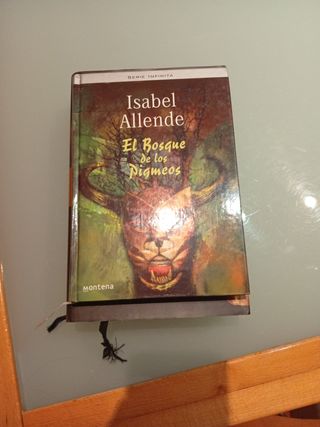 SERIE INFINITA
Isabel
Allende
El Bosque
de los
Pigmeos
Montena